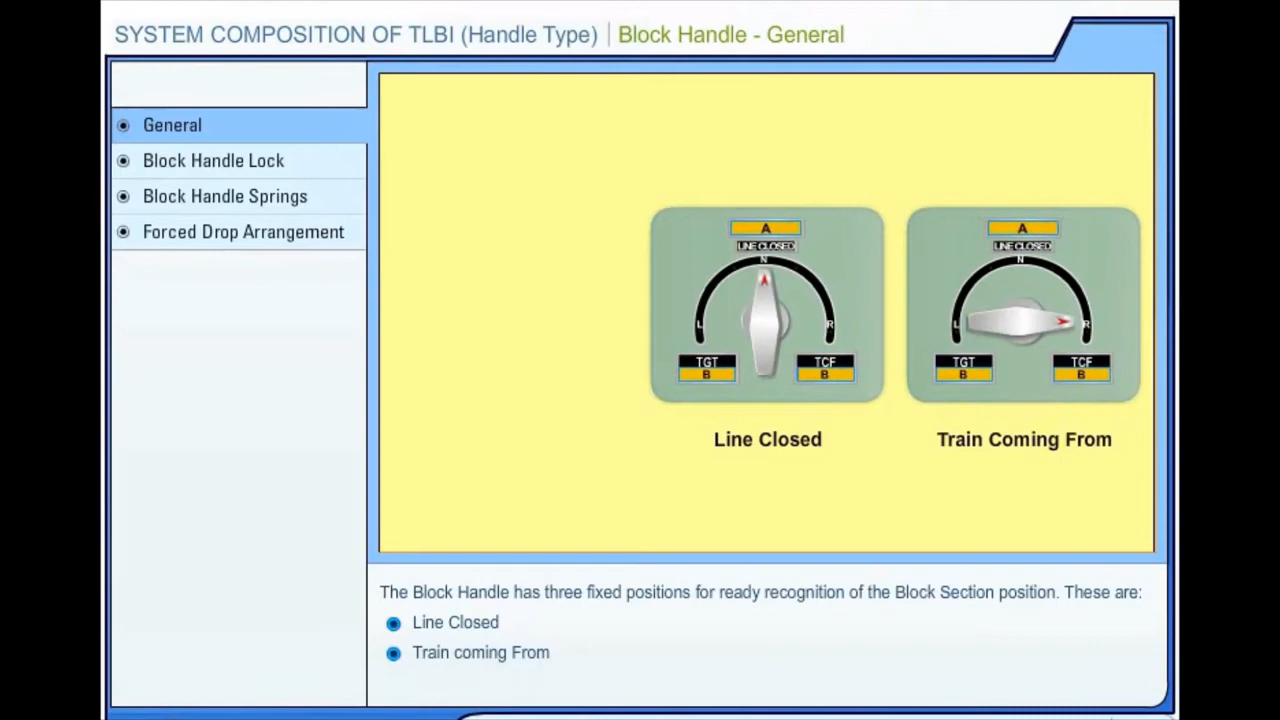 SYSTEM COMPOSITION OF TLBI (Handle Type) | Block Handle - General
General
Block Handle Lock
Block Handle Springs
Forced Drop Arrangement
A
LINE CLOSED
N
L
R
TGT
B
TCF
B
Line Closed
A
LINE CLOSED
N
L
R
TGT
B
TCF
B
Train Coming From
The Block Handle has three fixed positions for ready recognition of the Block Section position. These are:
Line Closed
Train coming From